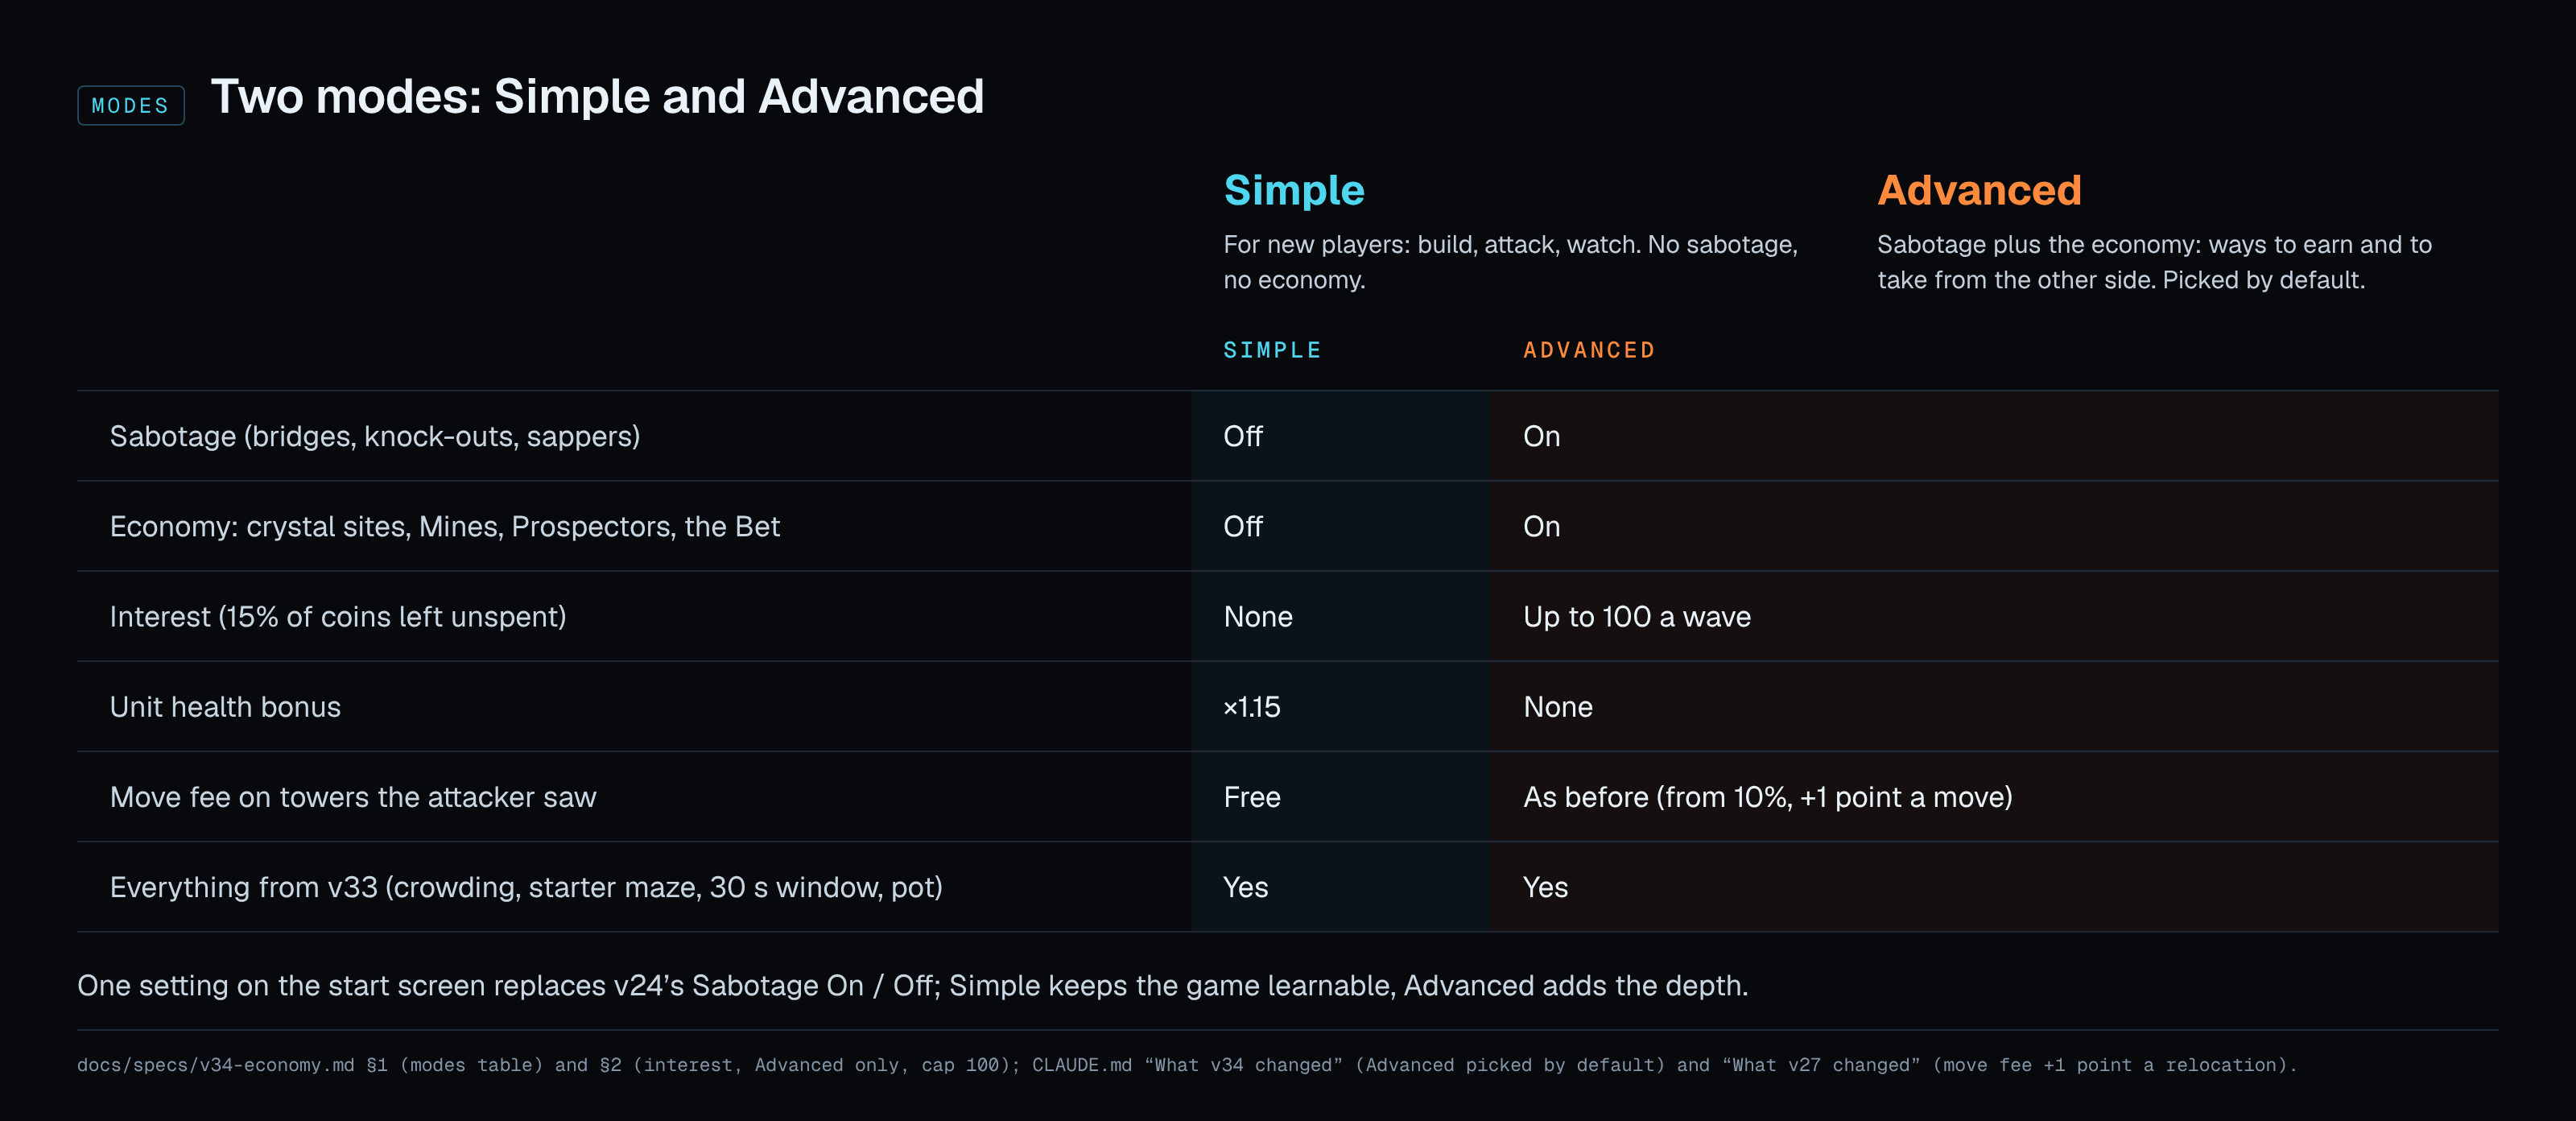 MODES Two modes: Simple and Advanced
Simple
For new players: build, attack, watch. No sabotage,
no economy.
Advanced
Sabotage plus the economy: ways to earn and to
take from the other side. Picked by default.
SIMPLE ADVANCED
Sabotage (bridges, knock-outs, sappers) Off On
Economy: crystal sites, Mines, Prospectors, the Bet Off On
Interest (15% of coins left unspent) None Up to 100 a wave
Unit health bonus ×1.15 None
Move fee on towers the attacker saw Free As before (from 10%, +1 point a move)
Everything from v33 (crowding, starter maze, 30 s window, pot) Yes Yes
One setting on the start screen replaces v24’s Sabotage On / Off; Simple keeps the game learnable, Advanced adds the depth.
docs/specs/v34-economy.md §1 (modes table) and §2 (interest, Advanced only, cap 100); CLAUDE.md “What v34 changed” (Advanced picked by default) and “What v27 changed” (move fee +1 point a relocation).